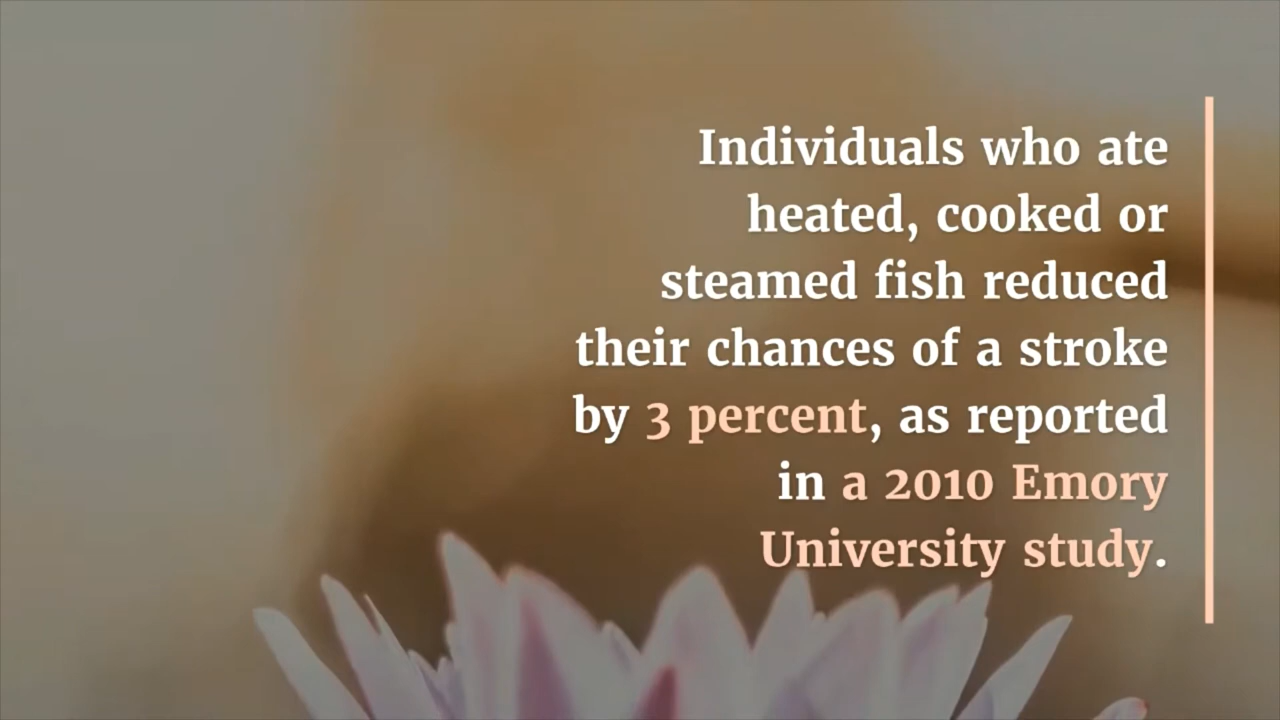 Individuals who ate
heated, cooked or
steamed fish reduced
their chances of a stroke
by 3 percent, as reported
in a 2010 Emory
University study.